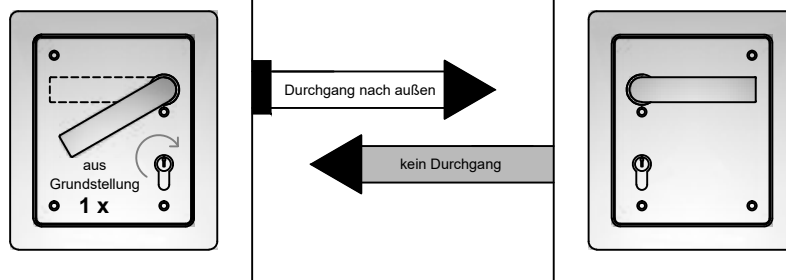 Durchgang nach außen
kein Durchgang
aus
Grundstellung
1 x